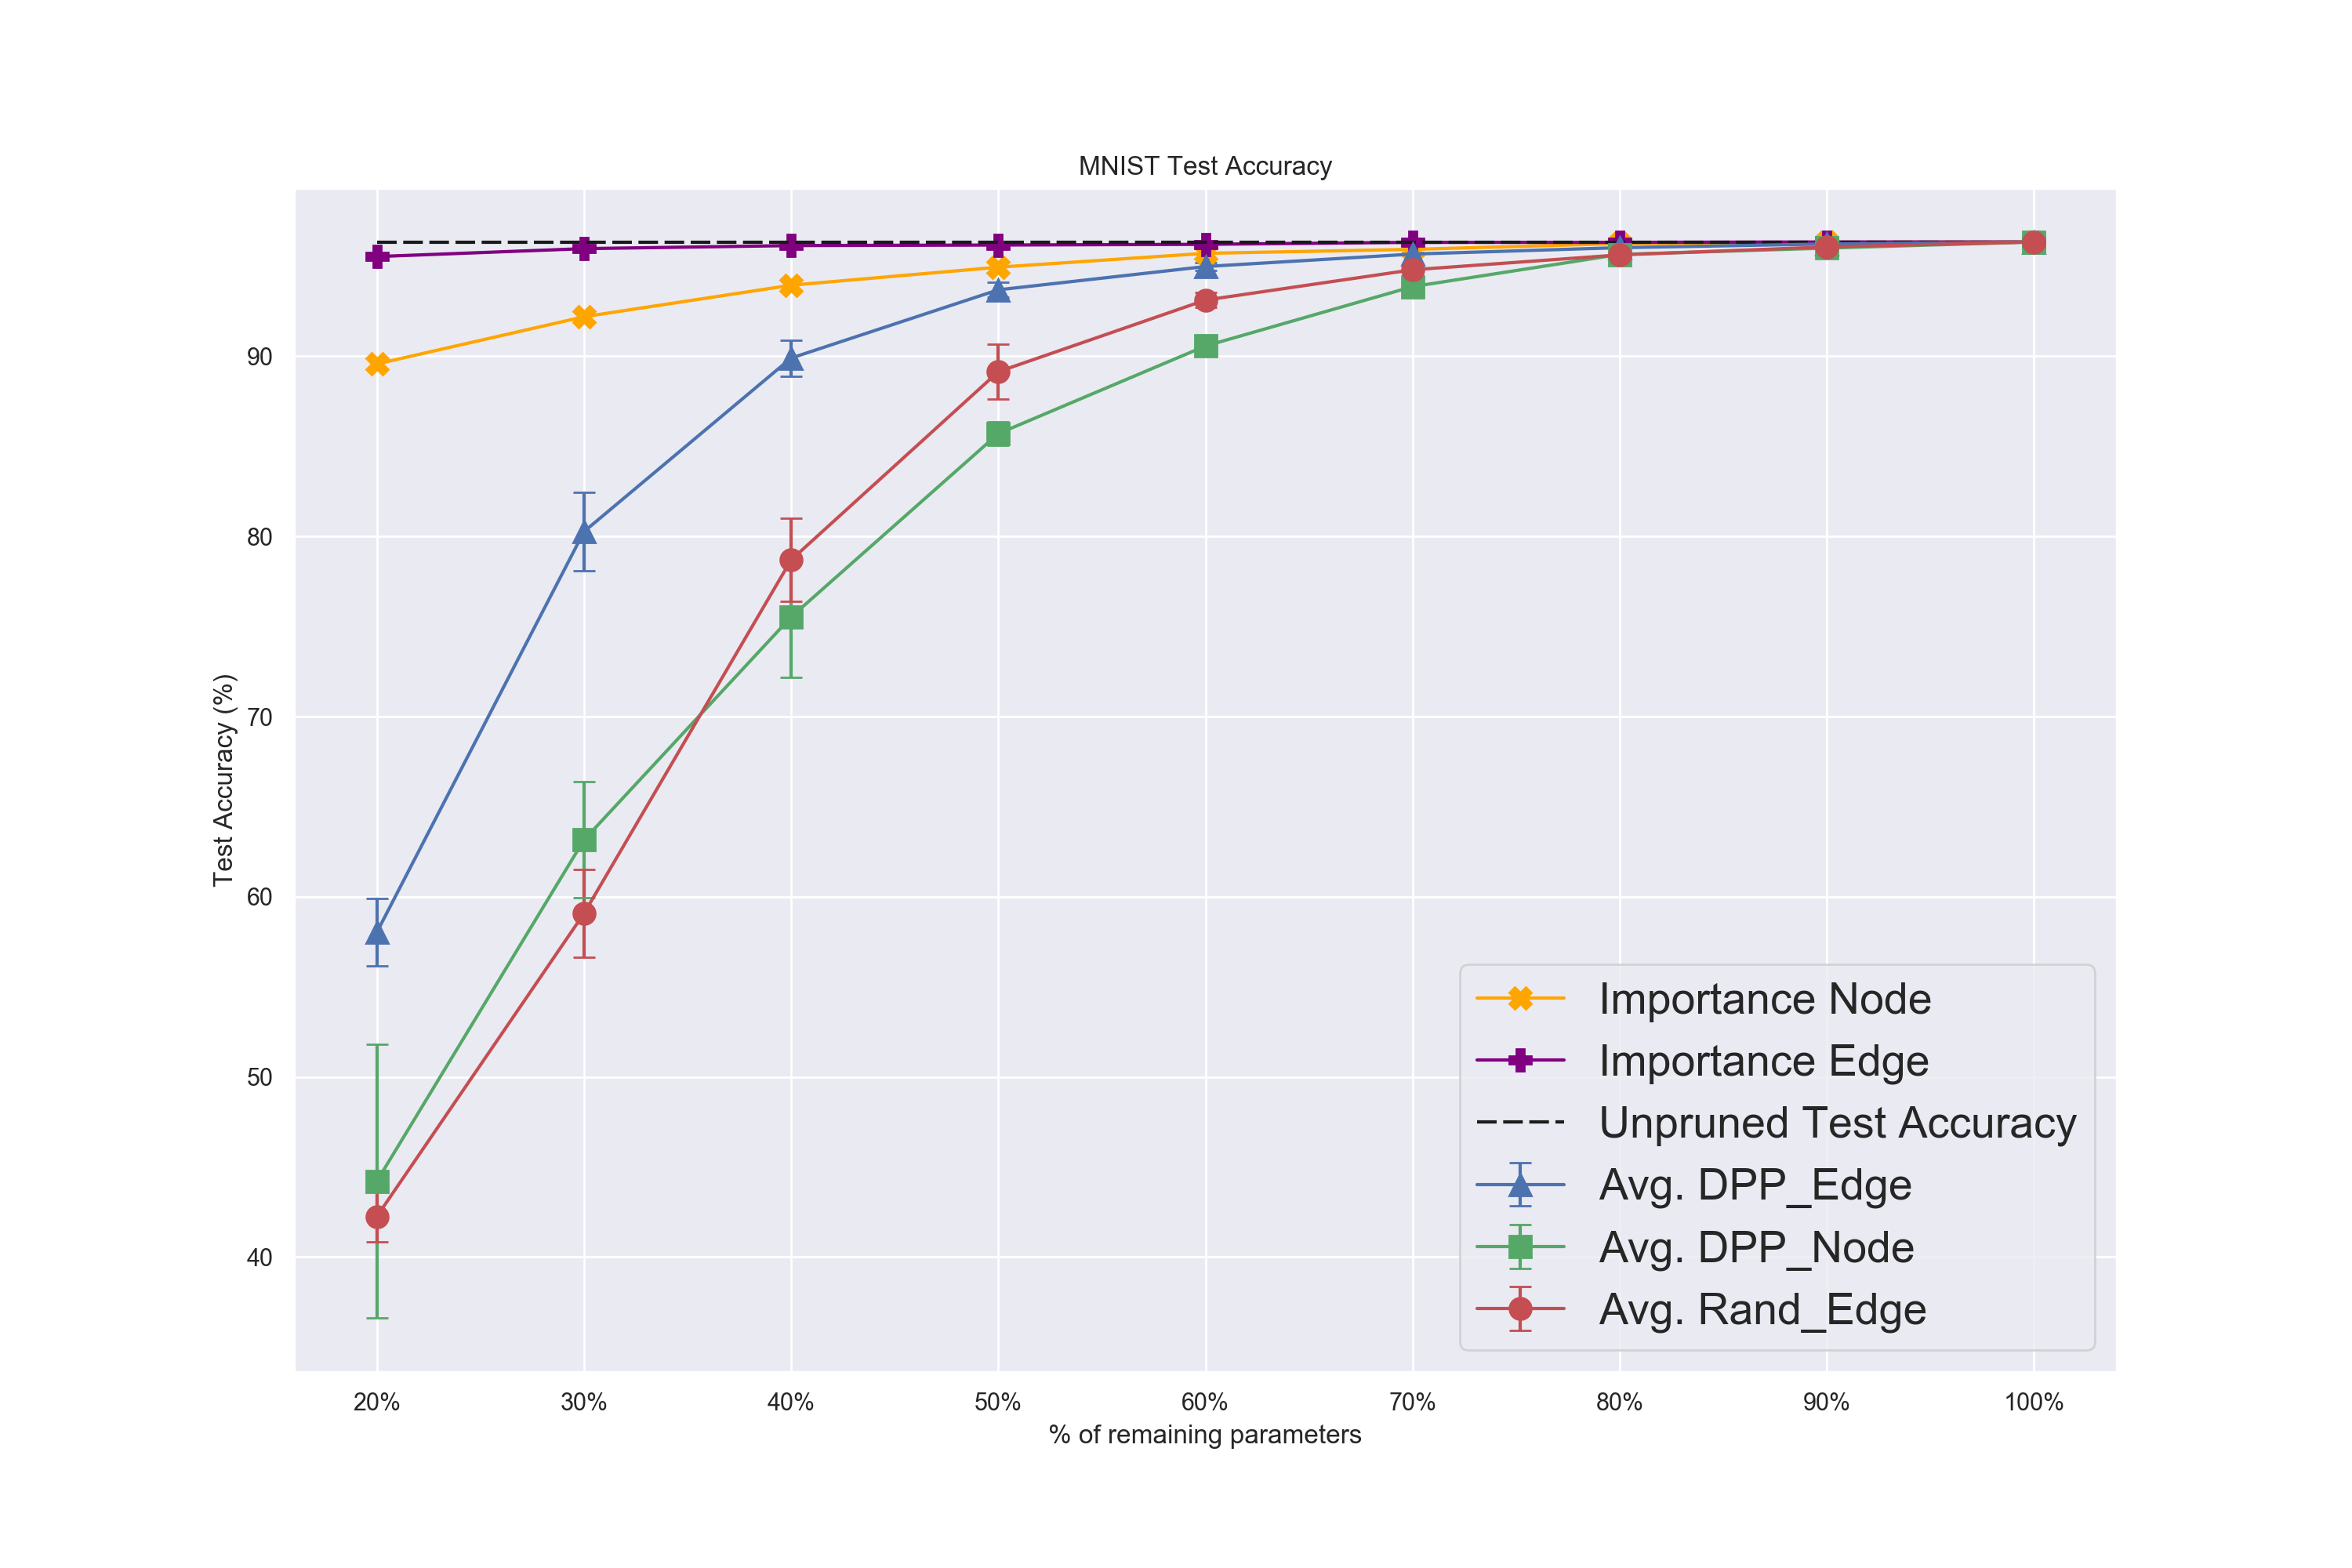 MNIST Test Accuracy
Test Accuracy (%)
90
80
70
60
50
40
Importance Node
Importance Edge
Unpruned Test Accuracy
Avg. DPP_Edge
Avg. DPP_Node
Avg. Rand_Edge
20% 30% 40% 50% 60% 70% 80% 90% 100%
% of remaining parameters